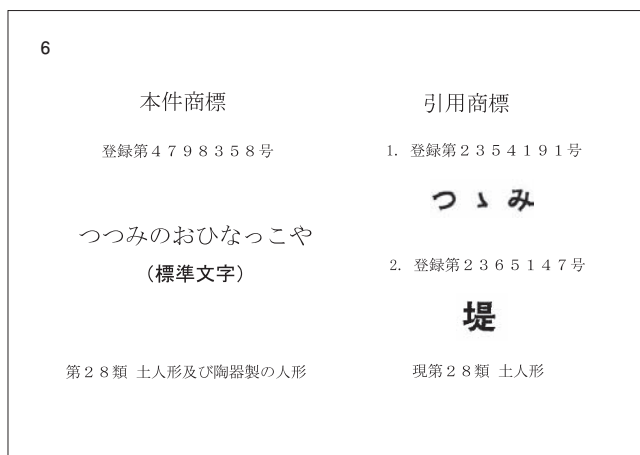 6
本件商標
引用商標
登録第４７９８３５８号
1. 登録第２３５４１９１号
つゝみ
つつみのおひなっこや
（標準文字）
2. 登録第２３６５１４７号
堤
第２８類 土人形及び陶器製の人形
現第２８類 土人形